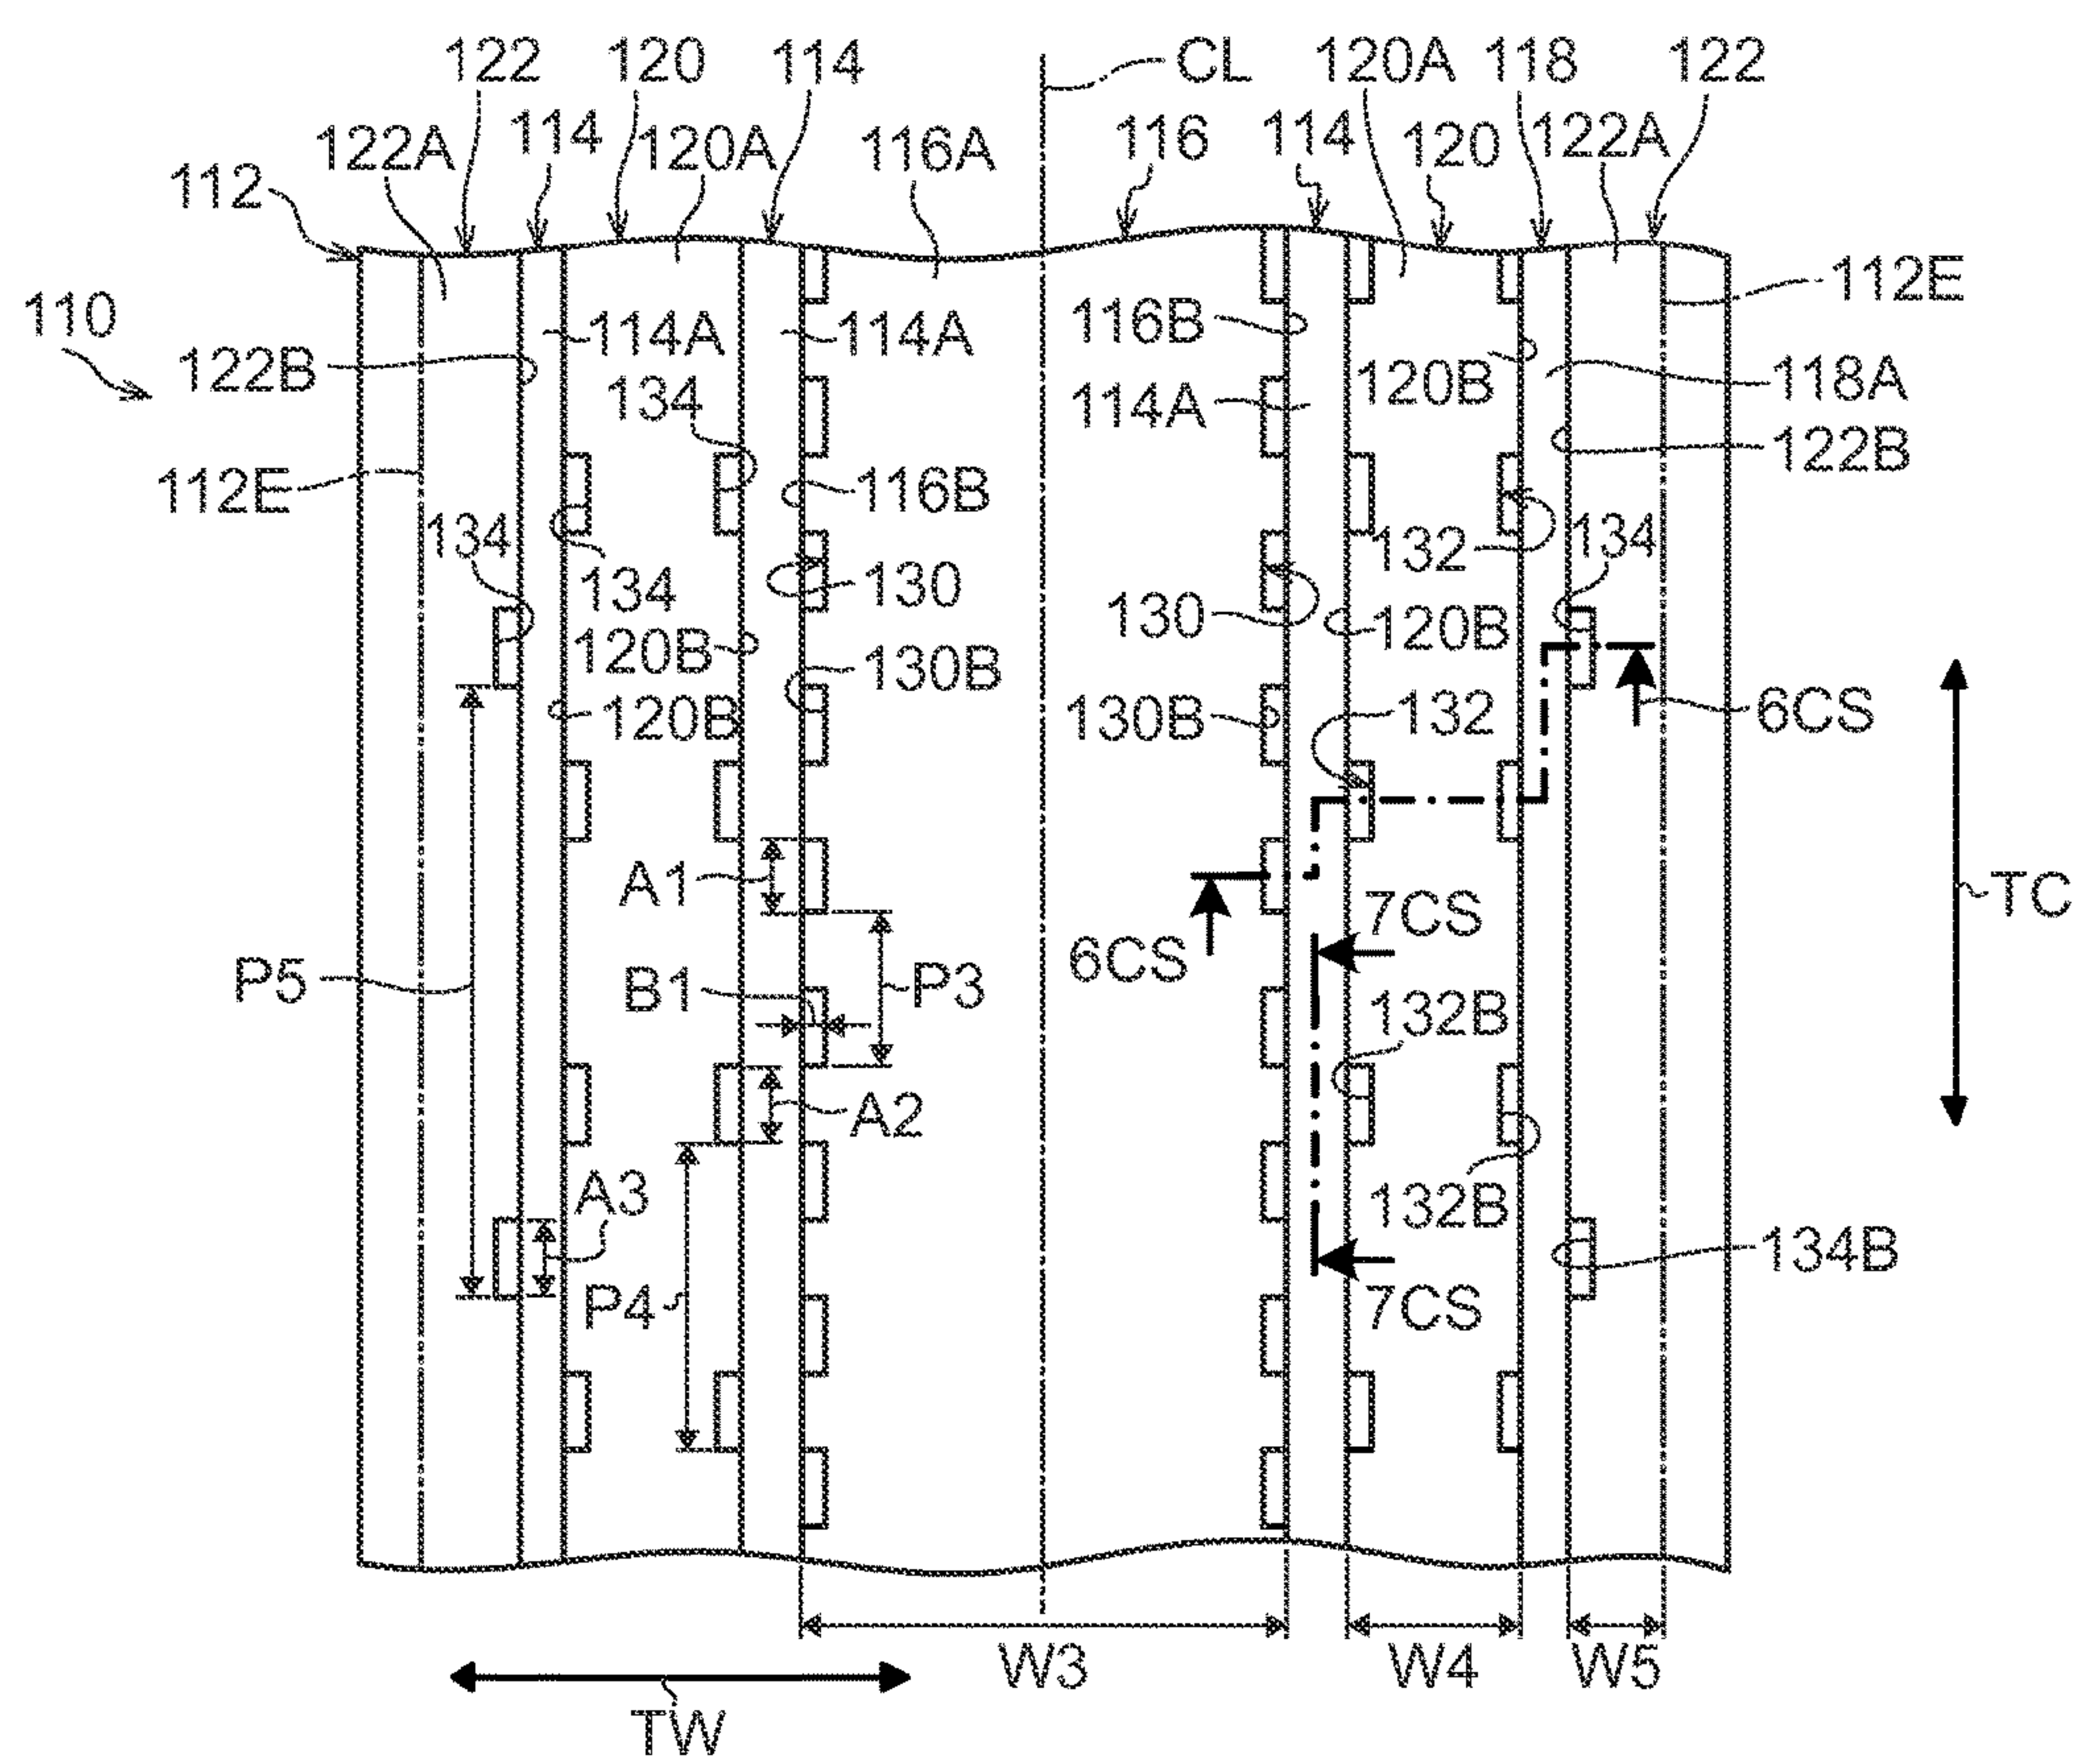 122 120 114 CL 120A 118 122
122A 114 120A 116A 116 114 120 122A
112
110
114A 114A 116B 112E
122B 134 114A 120B 118A
112E 116B 122B
134 134 130 132 134
120B 130B 130 120B
120B 130B 132 6CS
A1 7CS TC
P5 B1 P3 6CS
132B
A2
A3 132B 134B
P4 7CS
W3 W4 W5
TW